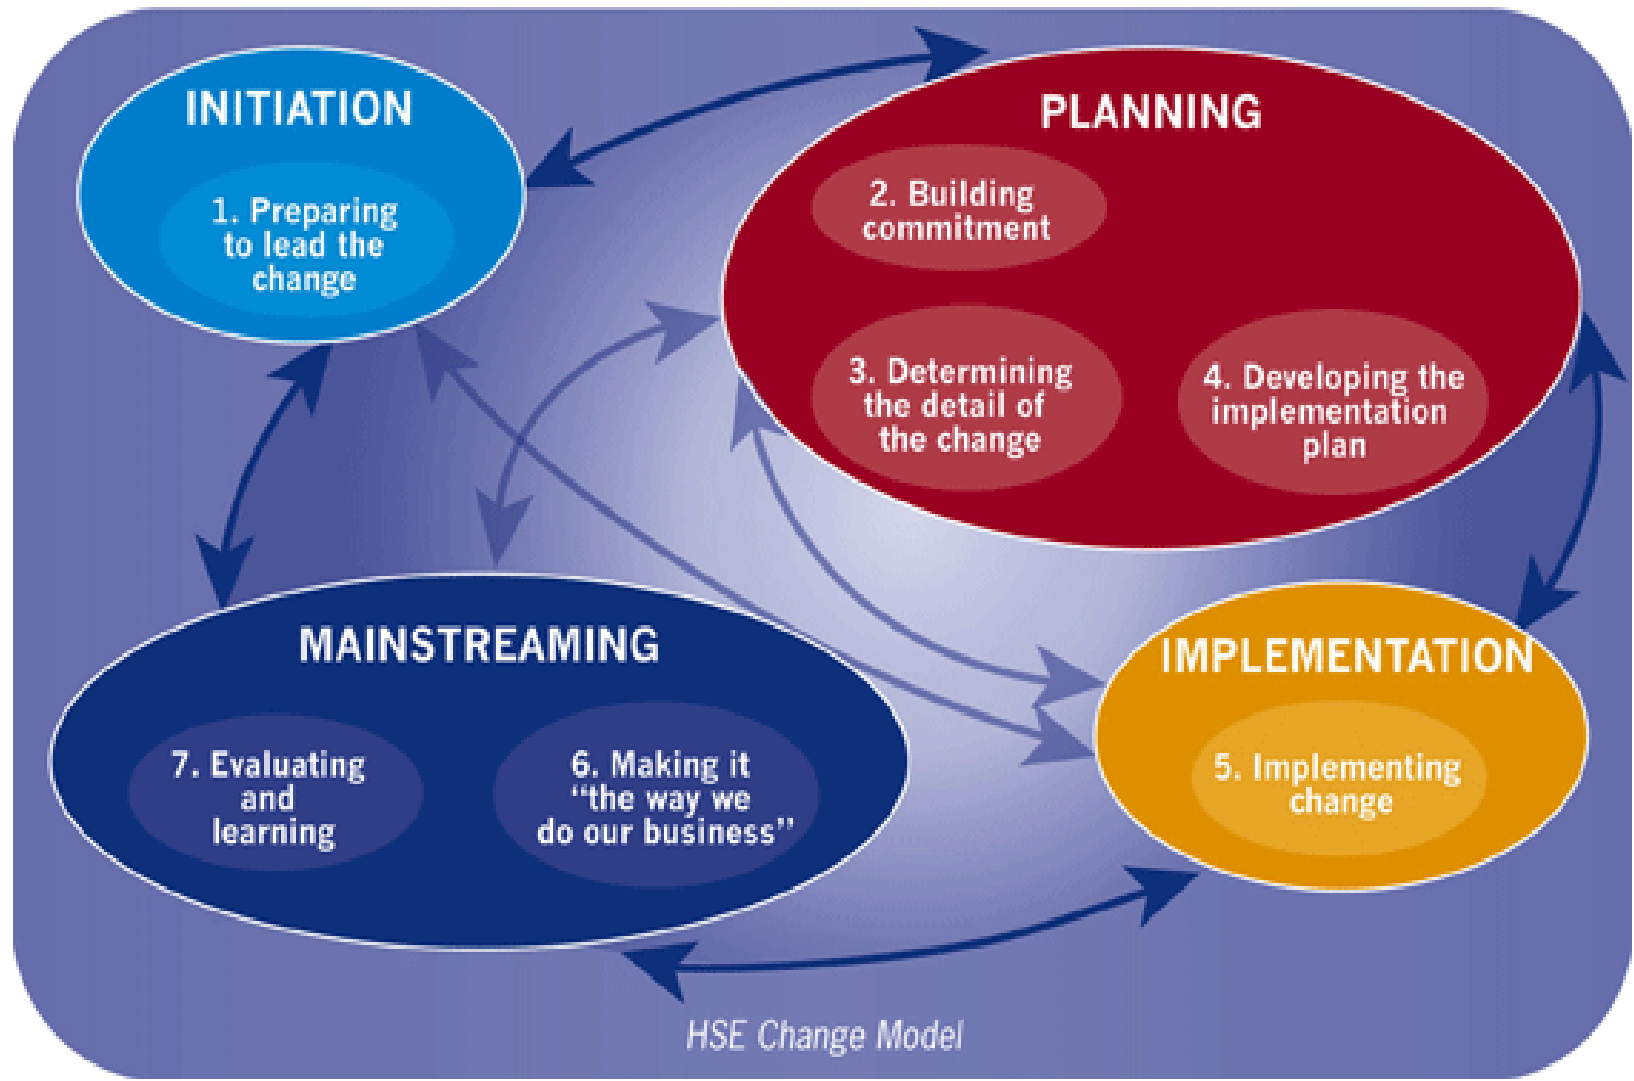 INITIATION
1. Preparing
to lead the
change
PLANNING
2. Building
commitment
3. Determining
the detail of
the change
4. Developing the
implementation
plan
IMPLEMENTATION
5. Implementing
change
MAINSTREAMING
6. Making it
“the way we
do our business”
7. Evaluating
and
learning
HSE Change Model